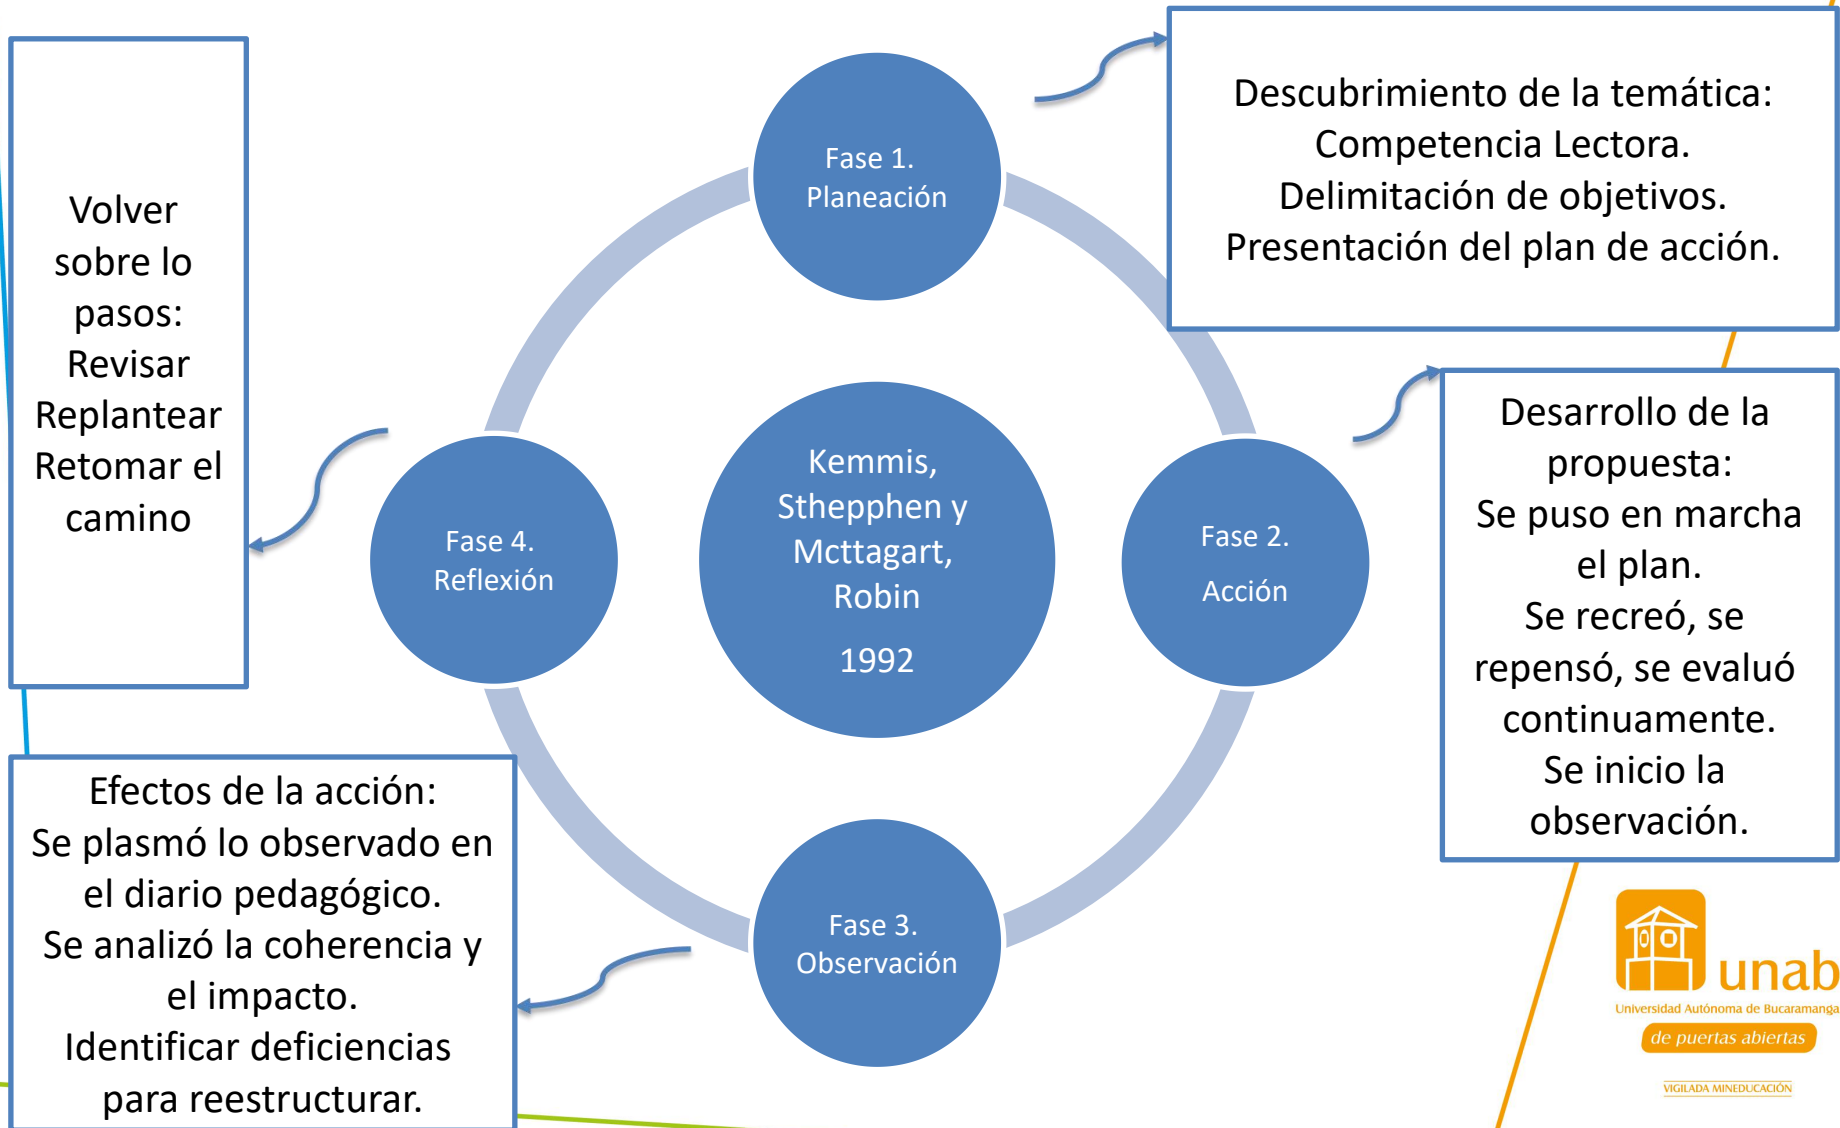 Fase 1.
Planeación
Descubrimiento de la temática:
Competencia Lectora.
Delimitación de objetivos.
Presentación del plan de acción.
Volver
sobre lo
pasos:
Revisar
Replantear
Retomar el
camino
Fase 4.
Reflexión
Kemmis,
Sthepphen y
Mcttagart,
Robin
1992
Fase 2.
Acción
Desarrollo de la
propuesta:
Se puso en marcha
el plan.
Se recreó, se
repensó, se evaluó
continuamente.
Se inicio la
observación.
Efectos de la acción:
Se plasmó lo observado en
el diario pedagógico.
Se analizó la coherencia y
el impacto.
Identificar deficiencias
para reestructurar.
Fase 3.
Observación
unab
Universidad Autónoma de Bucaramanga
de puertas abiertas
VIGILADA MINEDUCACIÓN